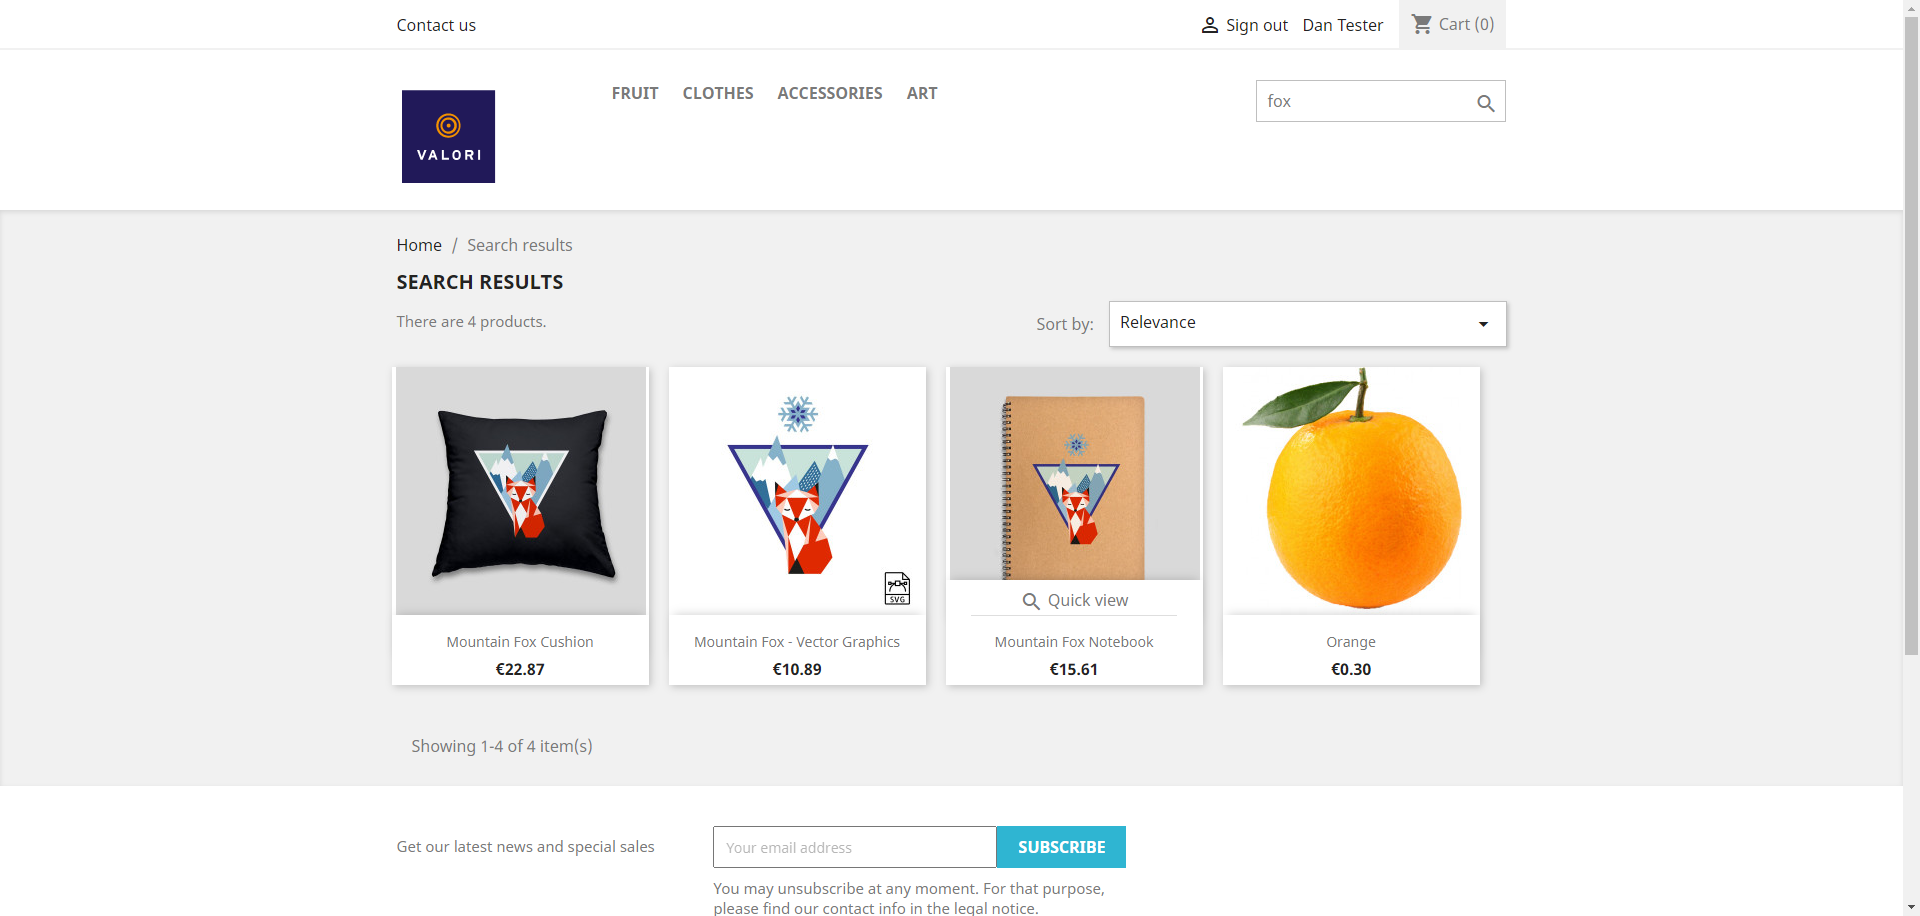 Contact us
Sign out
Dan Tester
Cart (0)
VALORI
FRUIT
CLOTHES
ACCESSORIES
ART
fox
Home / Search results
SEARCH RESULTS
There are 4 products.
Sort by:
Relevance
SVG
Quick view
Mountain Fox Cushion
€22.87
Mountain Fox - Vector Graphics
€10.89
Mountain Fox Notebook
€15.61
Orange
€0.30
Showing 1-4 of 4 item(s)
Get our latest news and special sales
Your email address
SUBSCRIBE
You may unsubscribe at any moment. For that purpose,
please find our contact info in the legal notice.